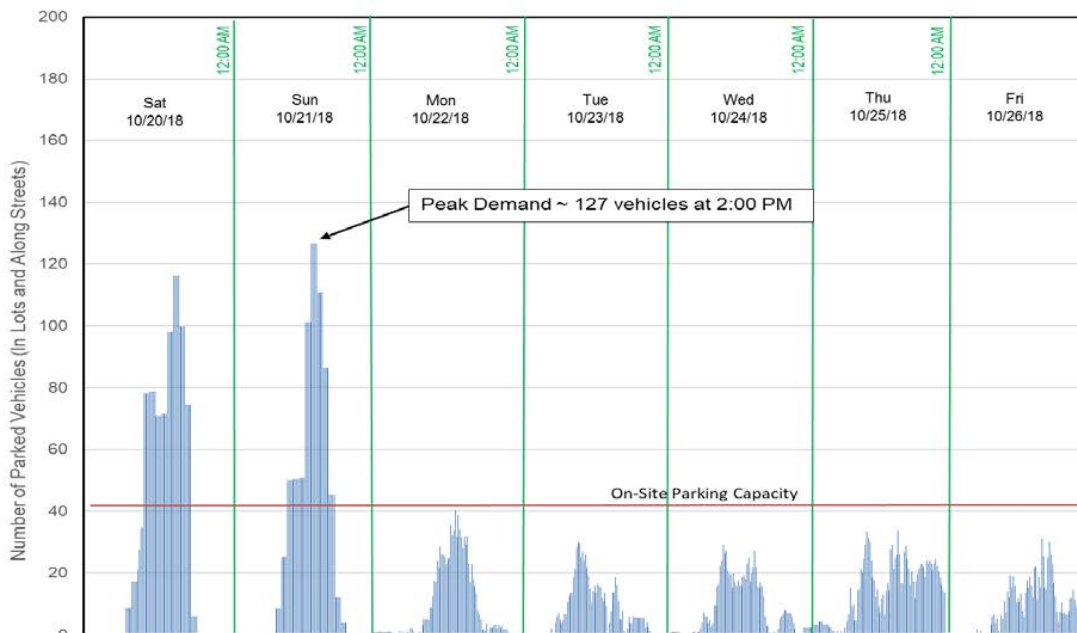 200
180
160
140
120
100
80
60
40
20
0
Number of Parked Vehicles (In Lots and Along Streets)
12:00 AM
12:00 AM
12:00 AM
12:00 AM
12:00 AM
12:00 AM
Sat
10/20/18
Sun
10/21/18
Mon
10/22/18
Tue
10/23/18
Wed
10/24/18
Thu
10/25/18
Fri
10/26/18
Peak Demand ~ 127 vehicles at 2:00 PM
On-Site Parking Capacity